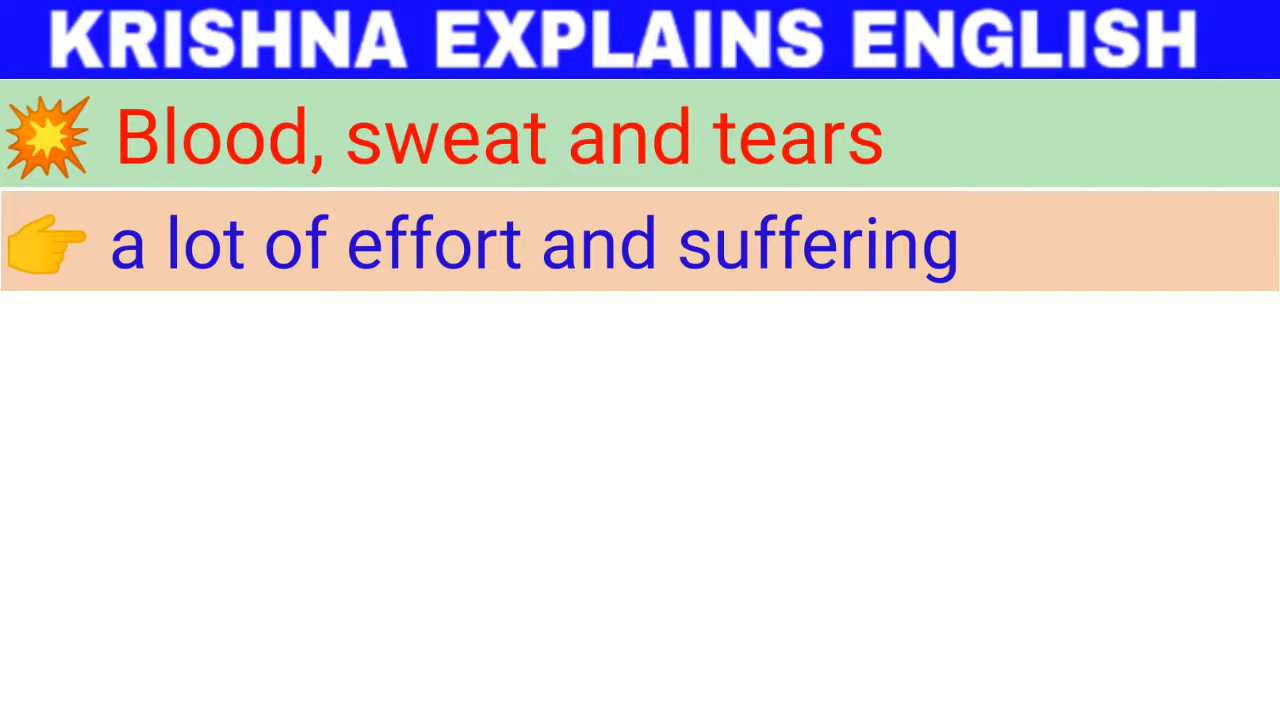 KRISHNA EXPLAINS ENGLISH
💥 Blood, sweat and tears
👉 a lot of effort and suffering